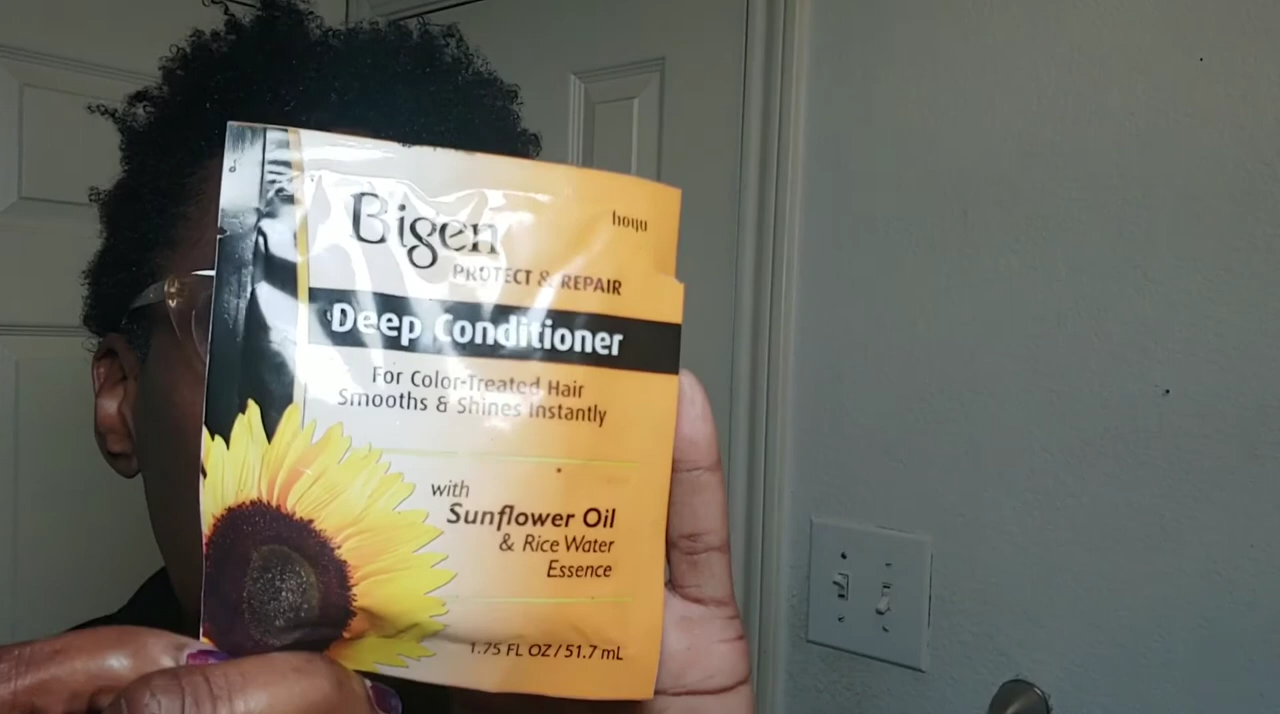 Bigen
hoyu
PROTECT & REPAIR
Deep Conditioner
For Color-Treated Hair
Smooths & Shines Instantly
with
Sunflower Oil
& Rice Water
Essence
1.75 FL OZ / 51.7 mL